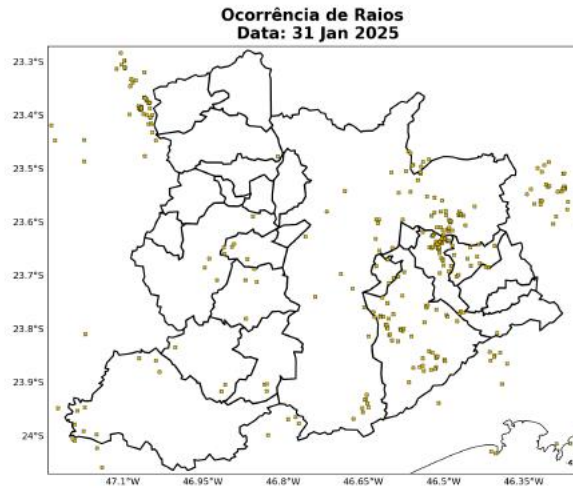 Ocorrência de Raios
Data: 31 Jan 2025
23.3°S
23.4°S
23.5°S
23.6°S
23.7°S
23.8°S
23.9°S
24°S
47.1°W
46.95°W
46.8°W
46.65°W
46.5°W
46.35°W